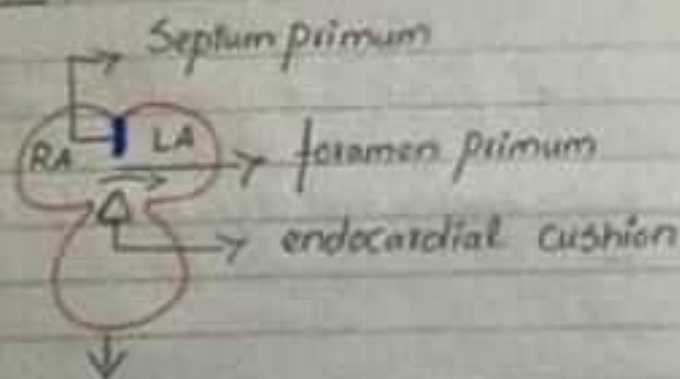 Septum primum
RA LA
foramen primum
endocardial cushion